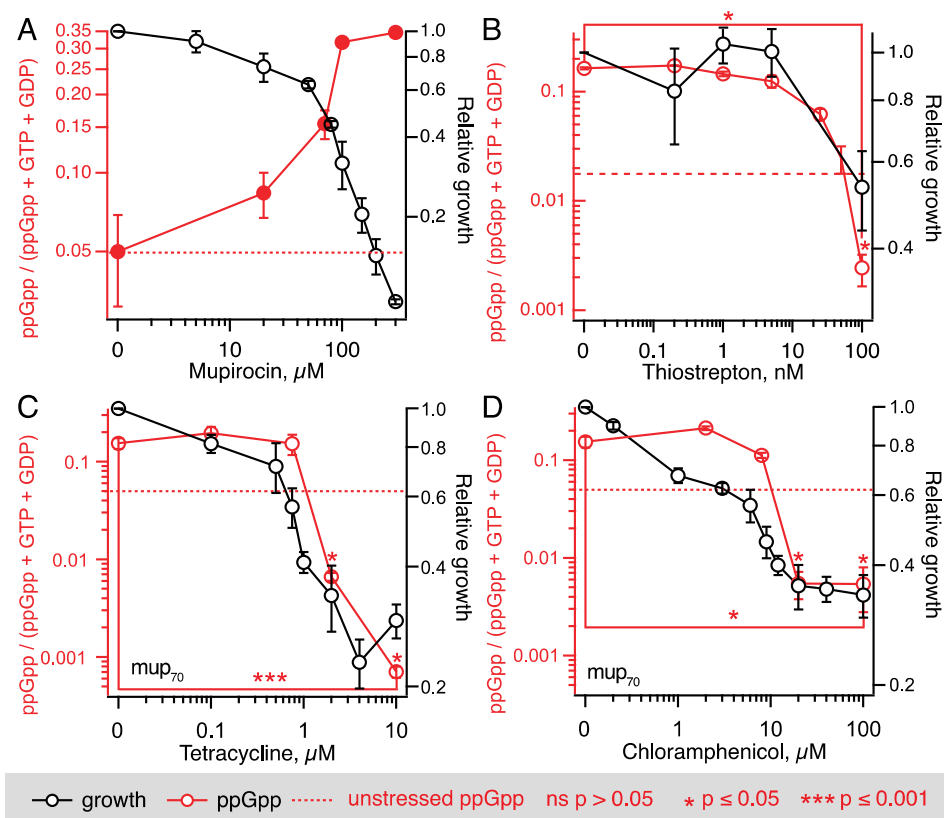 A
ppGpp / (ppGpp + GTP + GDP)
0.35
0.30
0.25
0.20
0.15
0.10
0.05
1.0
0.8
0.6
0.4
0.2
Relative growth
0 10 100
Mupirocin, µM
B
ppGpp / (ppGpp + GTP + GDP)
0.1
0.01
0.001
*
*
1.0
0.8
0.6
0.4
Relative growth
0 0.1 1 10 100
Thiostrepton, nM
C
ppGpp / (ppGpp + GTP + GDP)
0.1
0.01
0.001
*
*
mup70
***
1.0
0.8
0.6
0.4
0.2
Relative growth
0 0.1 1 10
Tetracycline, µM
D
ppGpp / (ppGpp + GTP + GDP)
0.1
0.01
0.001
* *
*
mup70
1.0
0.8
0.6
0.4
0.2
Relative growth
0 1 10 100
Chloramphenicol, µM
growth ppGpp unstressed ppGpp ns p > 0.05 * p ≤ 0.05 *** p ≤ 0.001